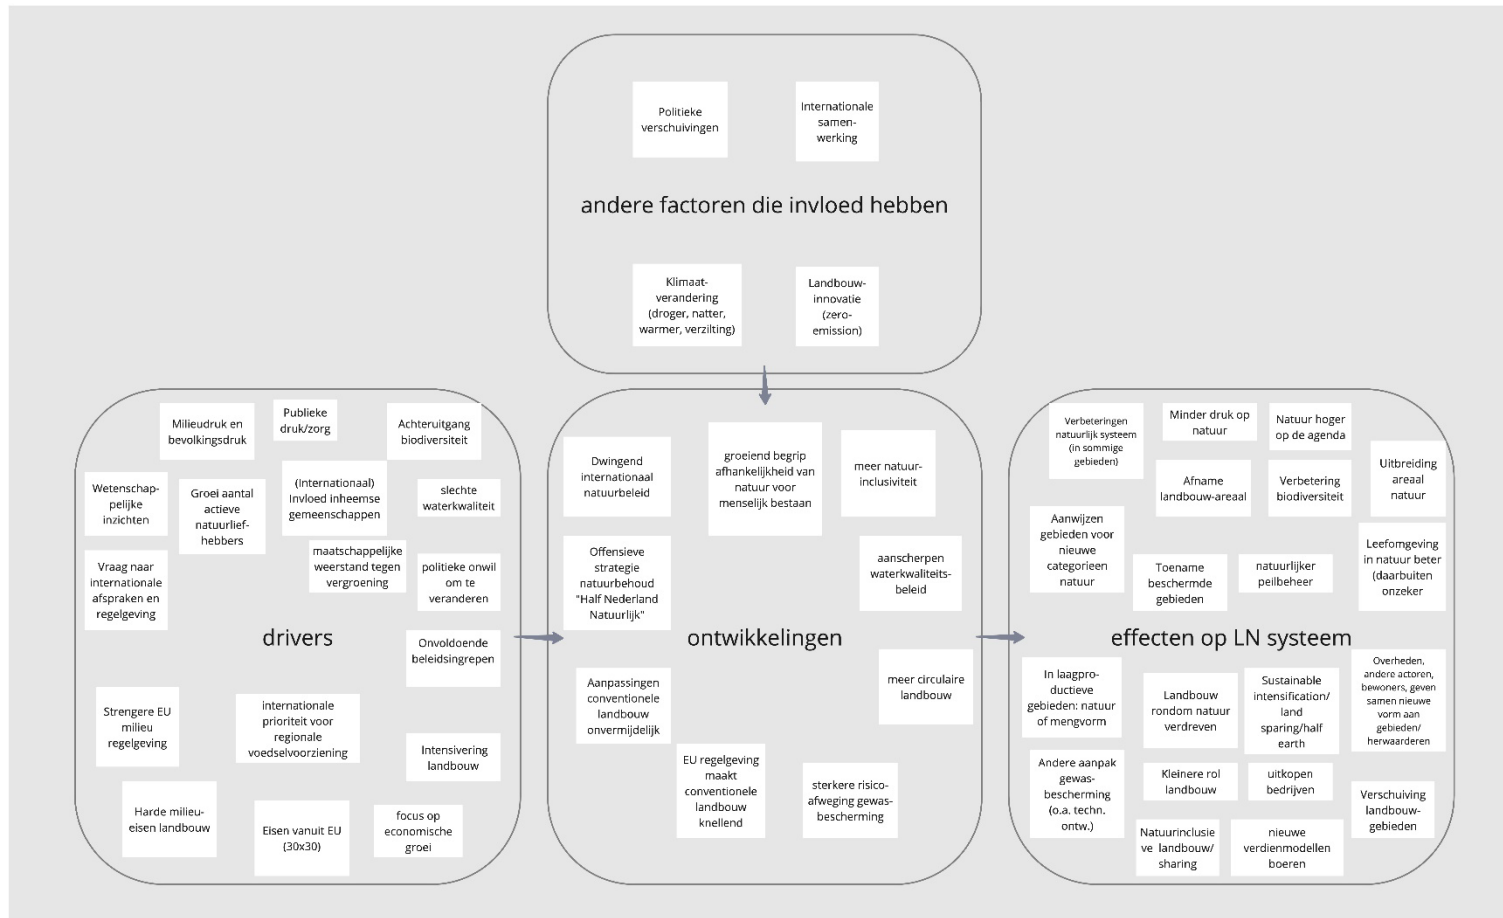 Politieke
verschuivingen
Internationale
samen-
werking
andere factoren die invloed hebben
Klimaat-
verandering
(droger, natter,
warmer, verzilting)
Landbouw-
innovatie
(zero-
emission)
Milieudruk en
bevolkingsdruk
Publieke
druk/zorg
Achteruitgang
biodiversiteit
Wetenschap-
pelijke
inzichten
Groei aantal
actieve
natuurlief-
hebbers
(Internationaal)
Invloed inheemse
gemeenschappen
slechte
waterkwaliteit
Vraag naar
internationale
afspraken en
regelgeving
maatschappelijke
weerstand tegen
vergroening
politieke onwil
om te
veranderen
drivers
Onvoldoende
beleidsingrepen
Strengere EU
milieu
regelgeving
internationale
prioriteit voor
regionale
voedselvoorziening
Intensivering
landbouw
Harde milieu-
eisen landbouw
Eisen vanuit EU
(30x30)
focus op
economische
groei
Dwingend
internationaal
natuurbeleid
groeiend begrip
afhankelijkheid van
natuur voor
menselijk bestaan
meer natuur-
inclusiviteit
Offensieve
strategie
natuurbehoud
"Half Nederland
Natuurlijk"
aanscherpen
waterkwaliteits-
beleid
ontwikkelingen
Aanpassingen
conventionele
landbouw
onvermijdelijk
meer circulaire
landbouw
EU regelgeving
maakt
conventionele
landbouw
knellend
sterkere risico-
afweging gewas-
bescherming
Verbeteringen
natuurlijk systeem
(in sommige
gebieden)
Minder druk op
natuur
Natuur hoger
op de agenda
Uitbreiding
areaal
natuur
Afname
landbouw-areaal
Verbetering
biodiversiteit
Aanwijzen
gebieden voor
nieuwe
categorieen
natuur
Toename
beschermde
gebieden
natuurlijker
peilbeheer
Leefomgeving
in natuur beter
(daarbuiten
onzeker
effecten op LN systeem
In laagpro-
ductieve
gebieden: natuur
of mengvorm
Landbouw
rondom natuur
verdreven
Sustainable
intensification/
land
sparing/half
earth
Overheden,
andere actoren,
bewoners, geven
samen nieuwe
vorm aan
gebieden/
herwaarderen
Andere aanpak
gewas-
bescherming
(o.a. techn.
ontw.)
Kleinere rol
landbouw
uitkopen
bedrijven
Verschuiving
landbouw-
gebieden
Natuurinclusie
ve landbouw/
sharing
nieuwe
verdienmodellen
boeren